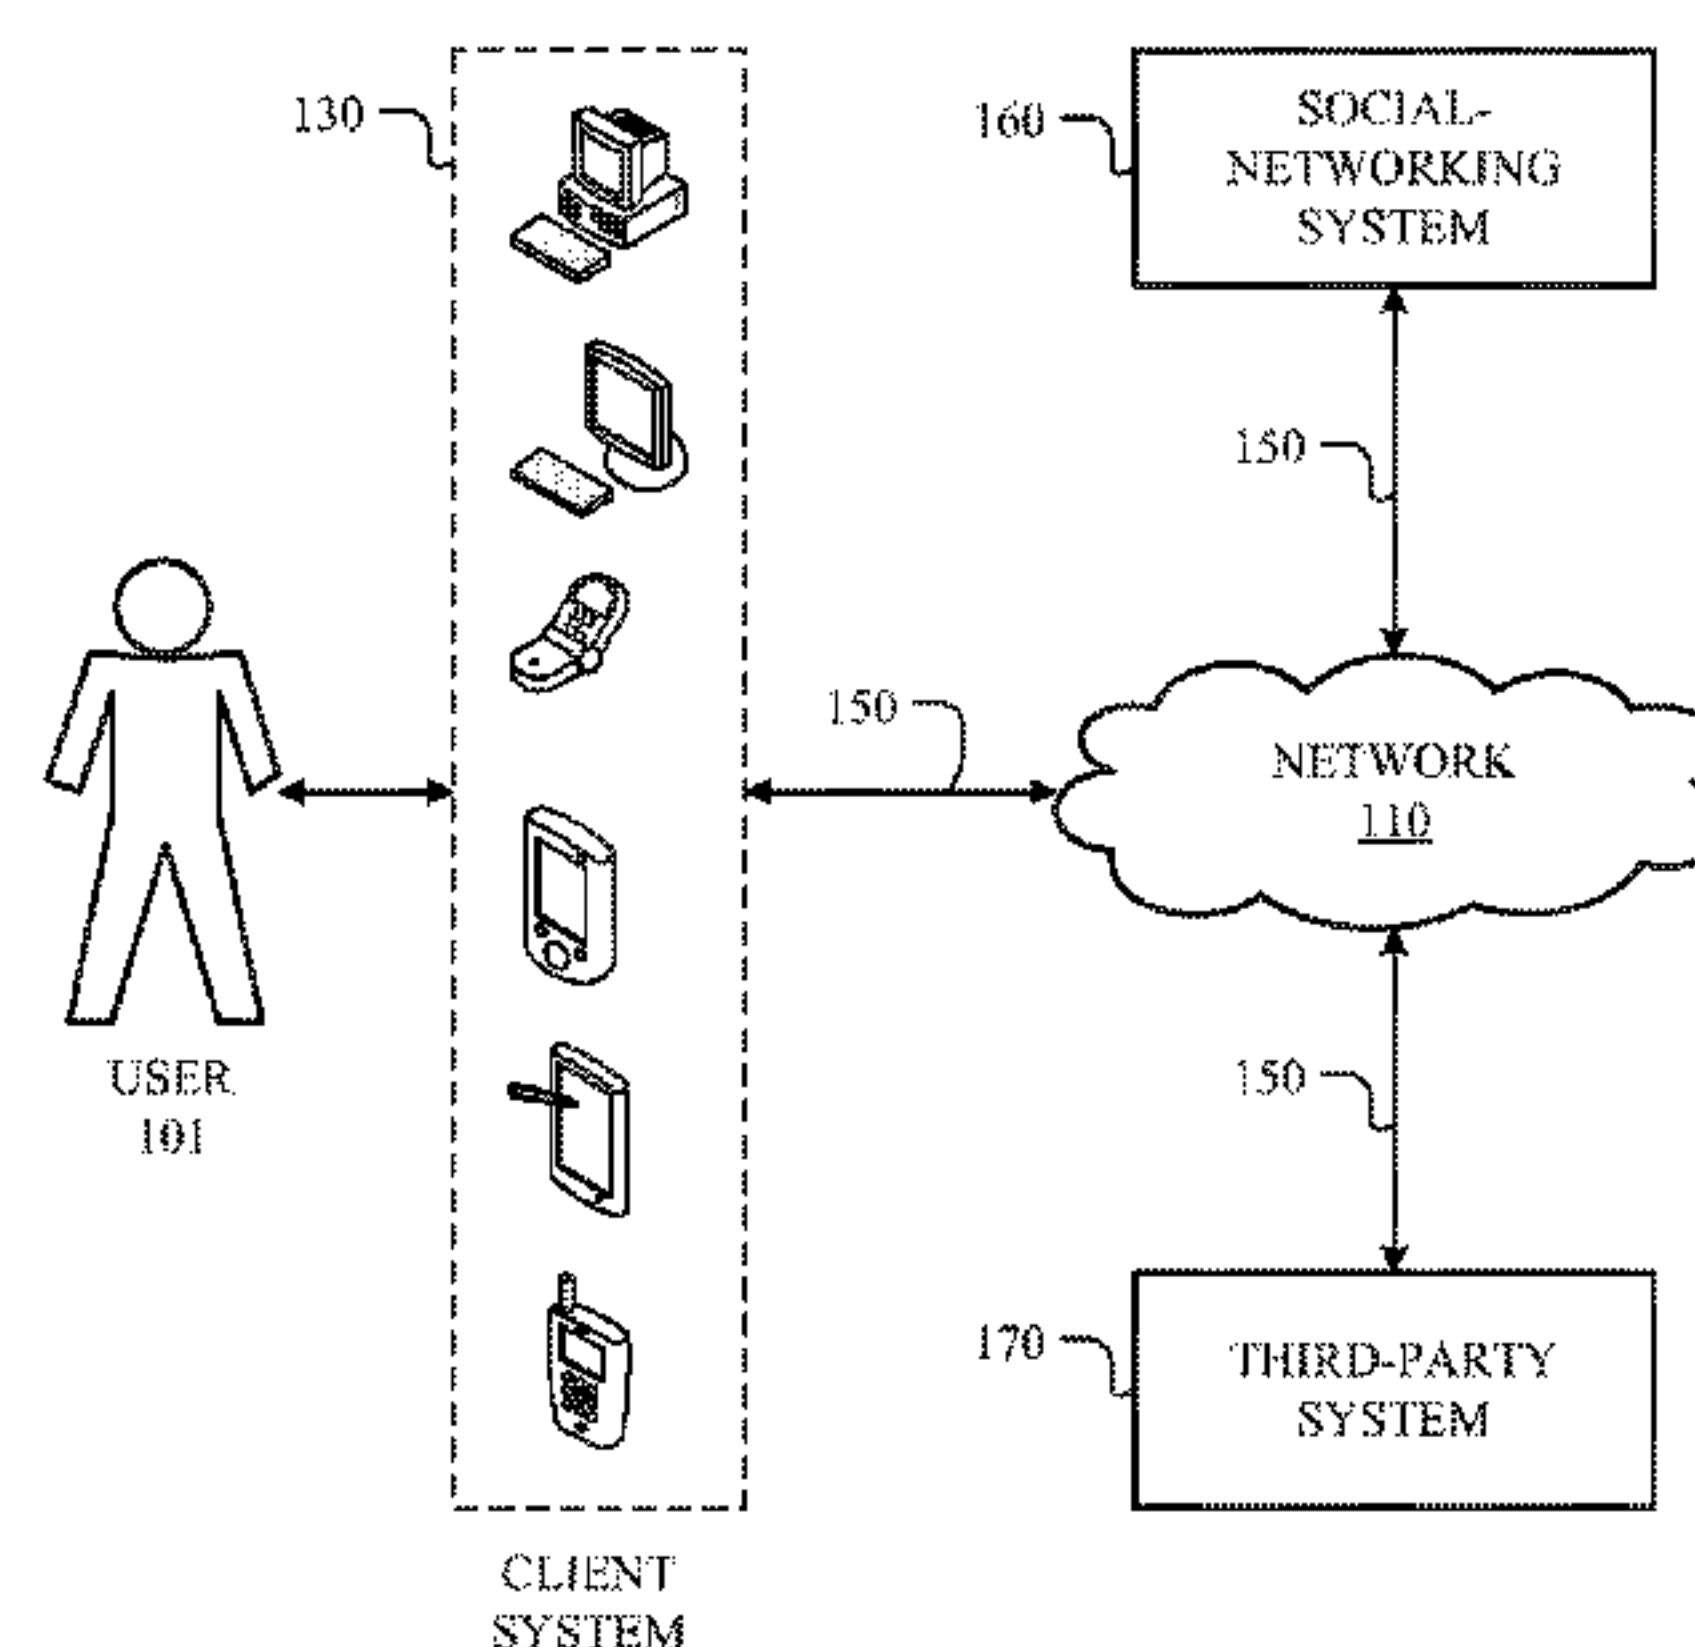 130
160
SOCIAL-
NETWORKING
SYSTEM
150
150
NETWORK
110
USER
101
150
170
THIRD-PARTY
SYSTEM
CLIENT
SYSTEM